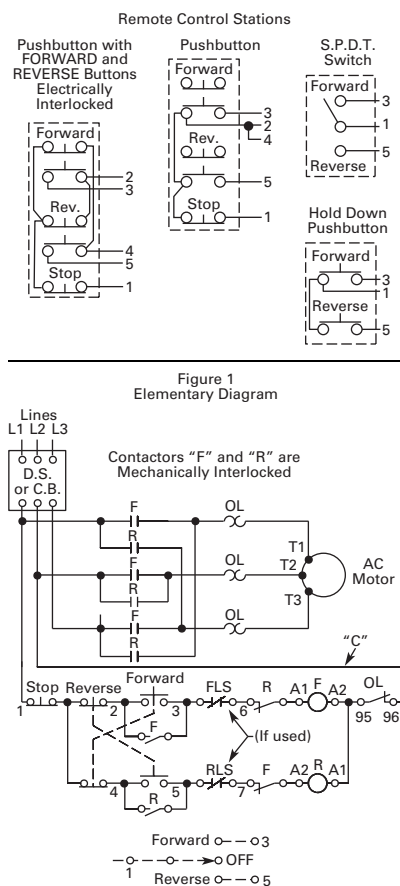 Remote Control Stations
Pushbutton with
FORWARD and
REVERSE Buttons
Electrically
Interlocked
Forward
2
3
Rev.
4
5
Stop
1
Pushbutton
Forward
3
2
4
Rev.
5
Stop
1
S.P.D.T.
Switch
Forward
3
1
5
Reverse
Hold Down
Pushbutton
Forward
3
1
Reverse
5
Figure 1
Elementary Diagram
Lines
L1 L2 L3
D.S.
or C.B.
Contactors "F" and "R" are
Mechanically Interlocked
F
OL
R
T1
F
OL
T2
AC
Motor
R
T3
F
OL
R
"C"
Stop Reverse Forward FLS R A1 F A2 OL
1 2 3 6 95 96
F
(If used)
RLS F A2 R A1
4 5 7
R
Forward 3
1 OFF
Reverse 5